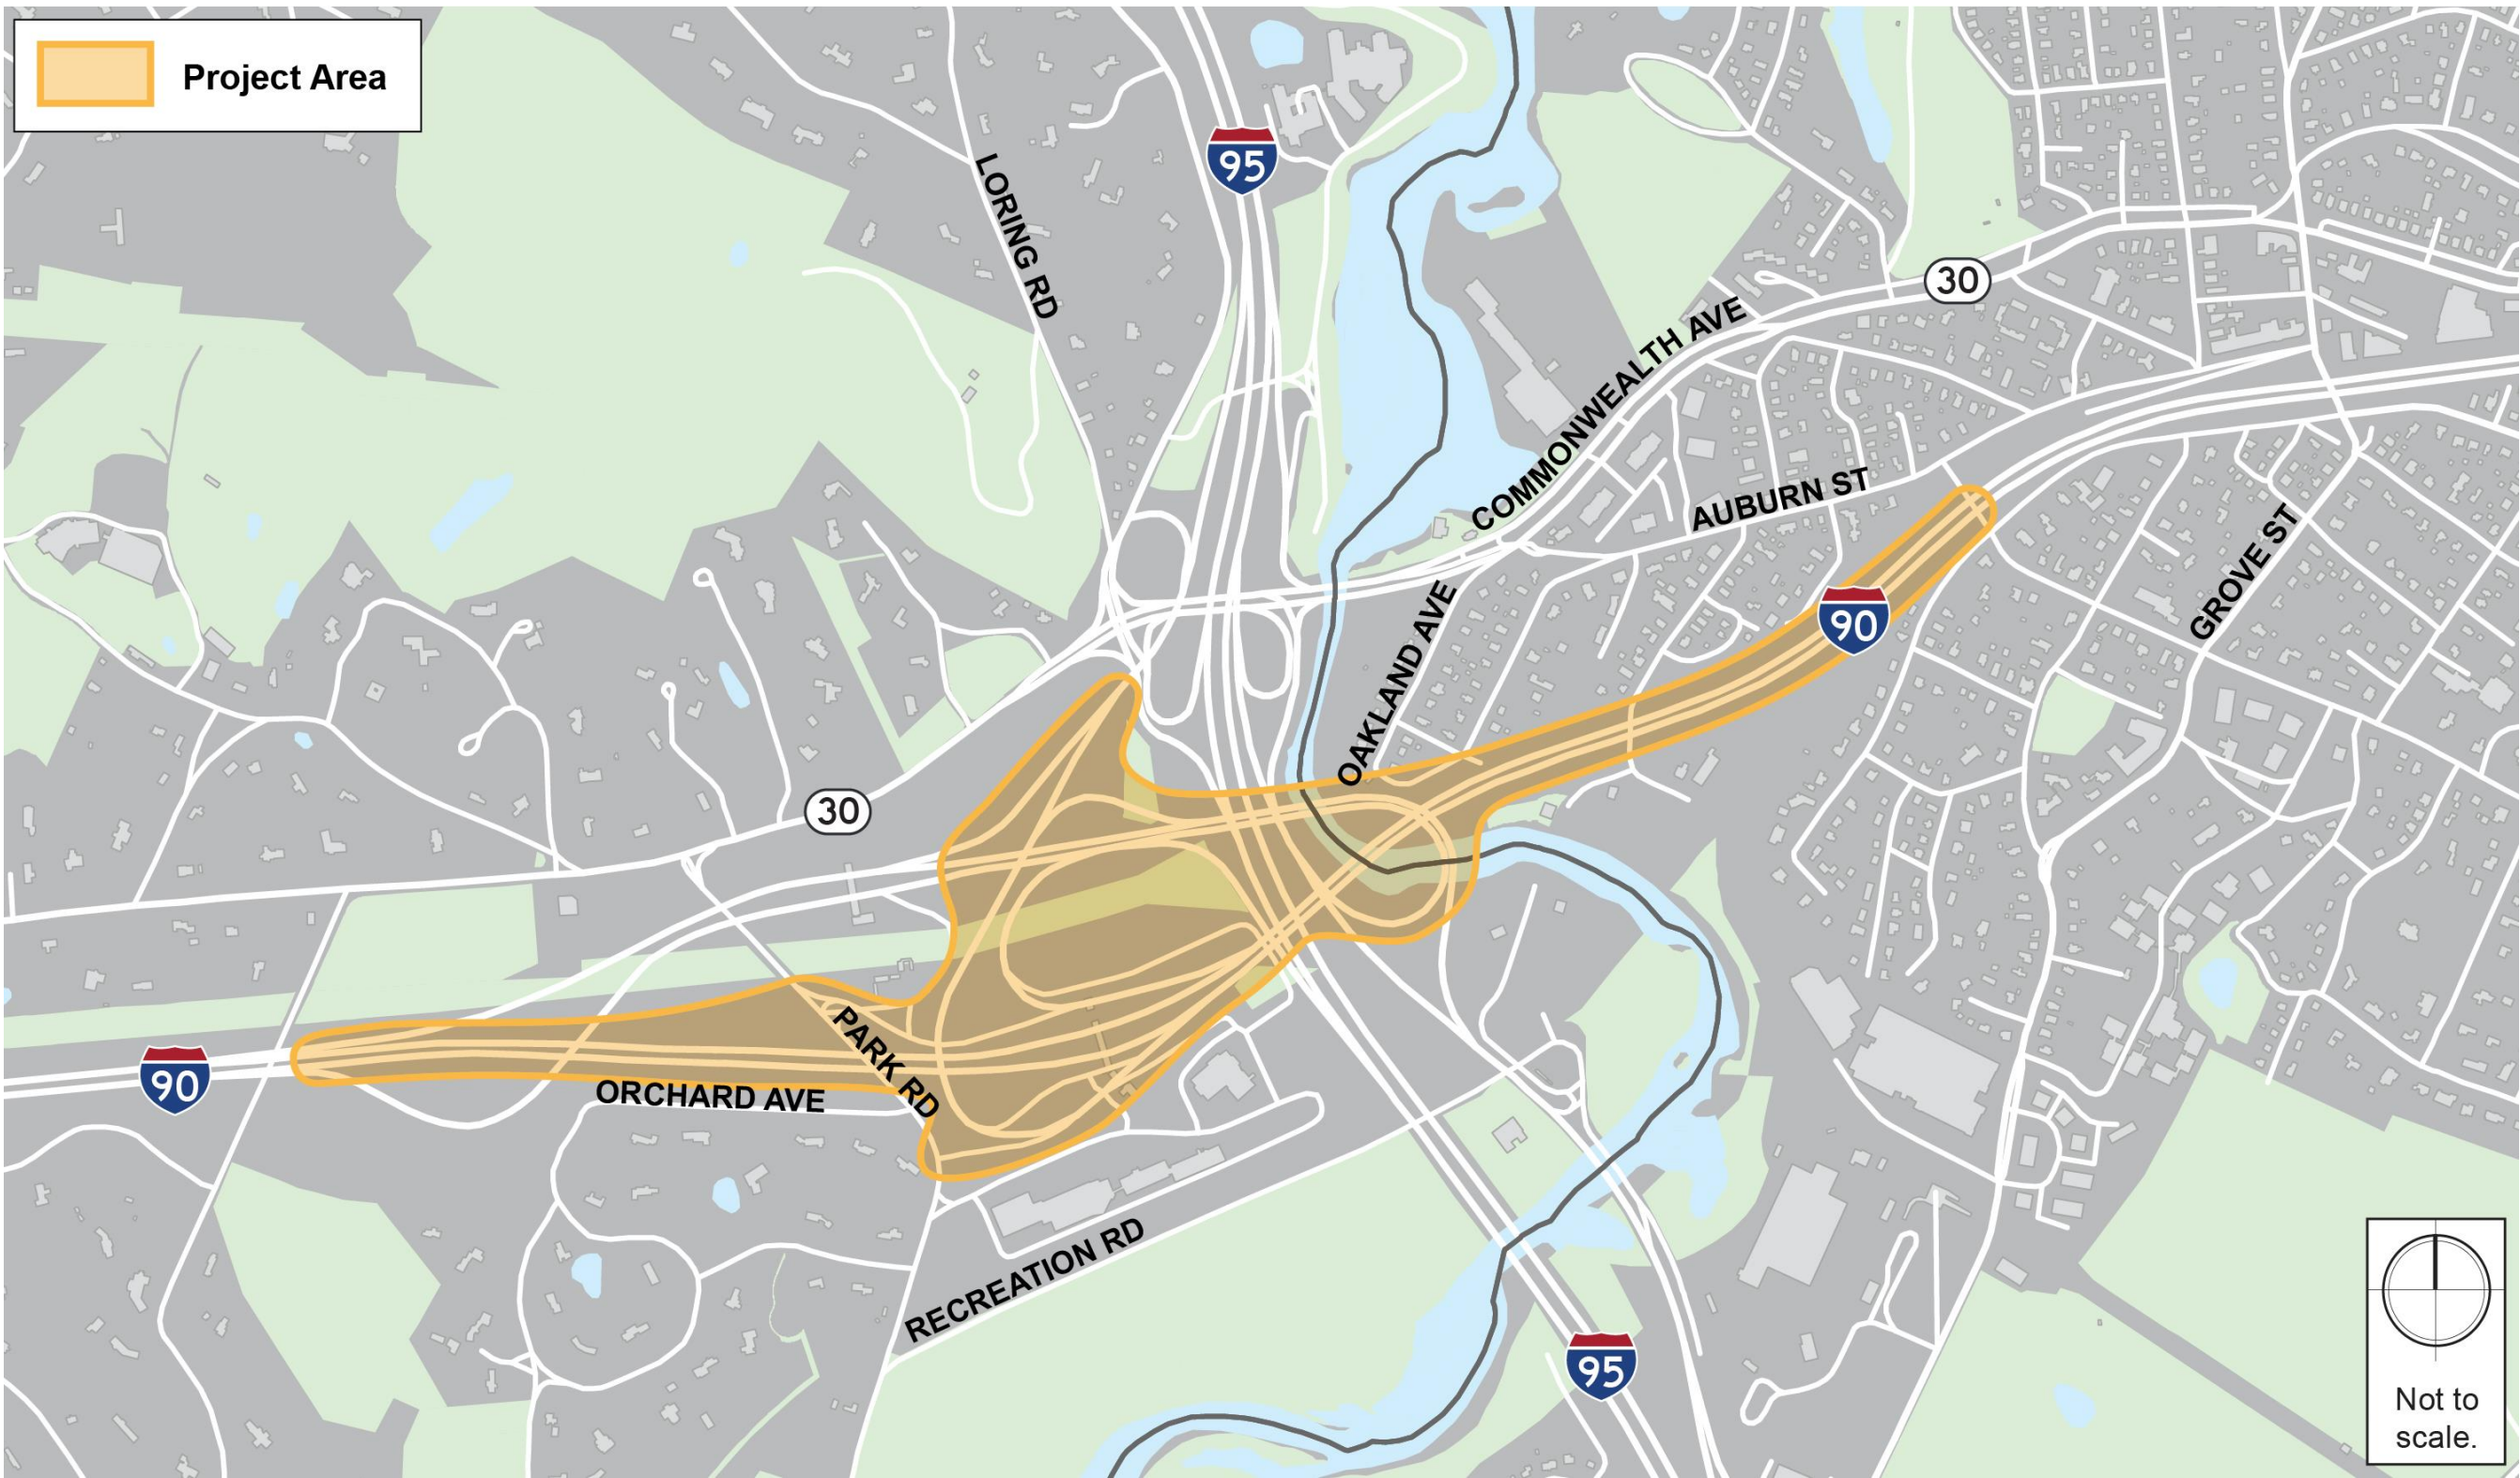 Project Area
95
LORING RD
30
COMMONWEALTH AVE
AUBURN ST
GROVE ST
90
OAKLAND AVE
30
PARK RD
90
ORCHARD AVE
RECREATION RD
95
Not to
scale.